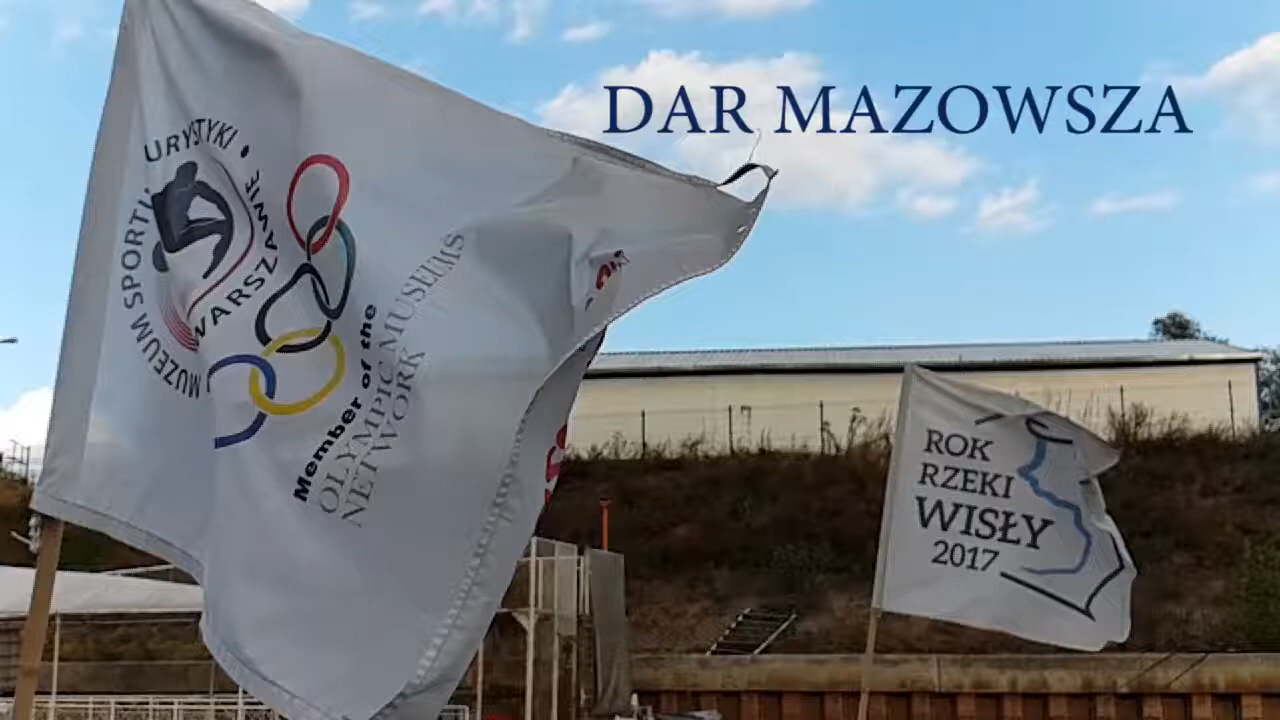 DAR MAZOWSZA
MUZEUM SPORTU
URYSTYKI •
WARSZAWIE
Member of the
OLYMPIC MUSEUMS
NETWORK
ROK
RZEKI
WISŁY
2017